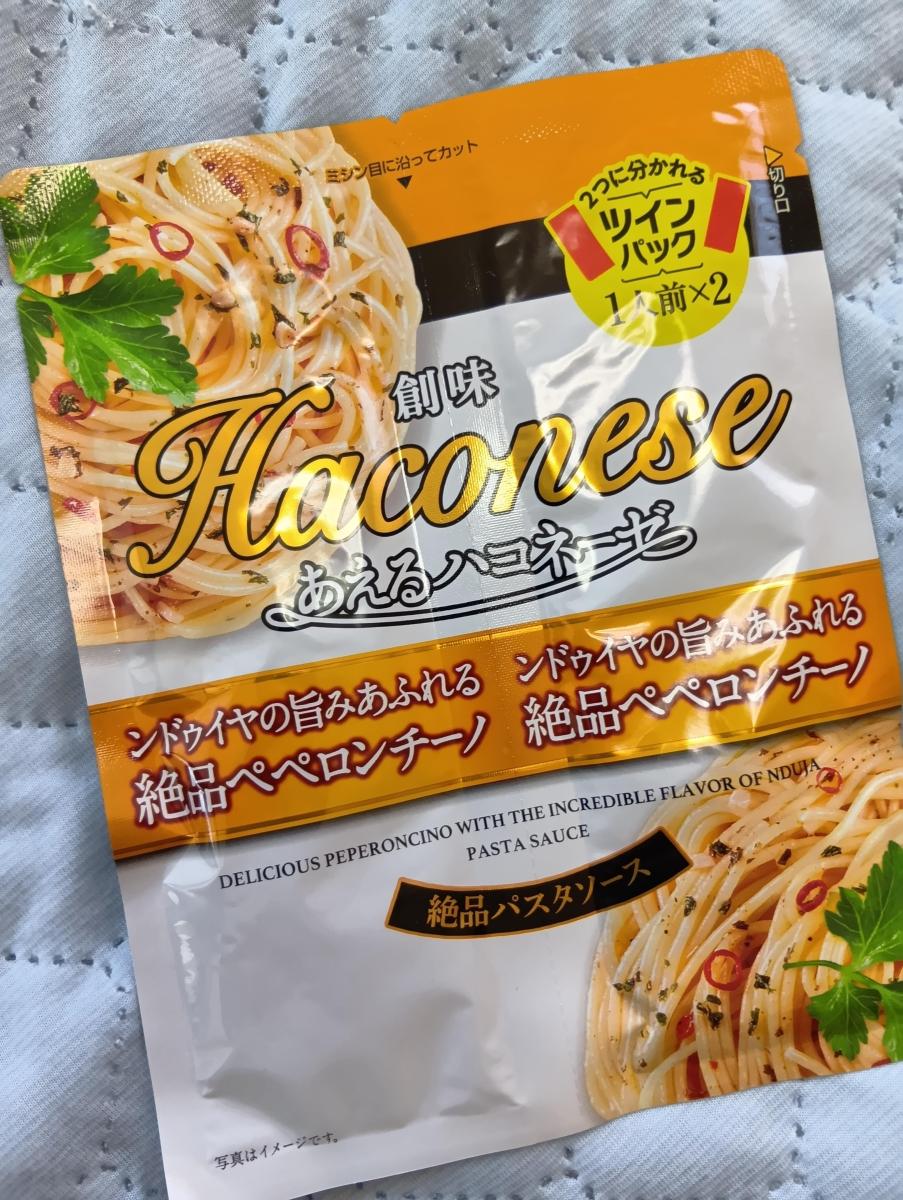 ミシン目に沿ってカット
切り口
2つに分かれる
ツイン
パック
1人前×2
創味
Haconese
あえるハコネーゼ
ンドゥイヤの旨みあふれる
絶品ペペロンチーノ
ンドゥイヤの旨みあふれる
絶品ペペロンチーノ
DELICIOUS PEPERONCINO WITH THE INCREDIBLE FLAVOR OF NDUJA
PASTA SAUCE
絶品パスタソース
写真はイメージです。